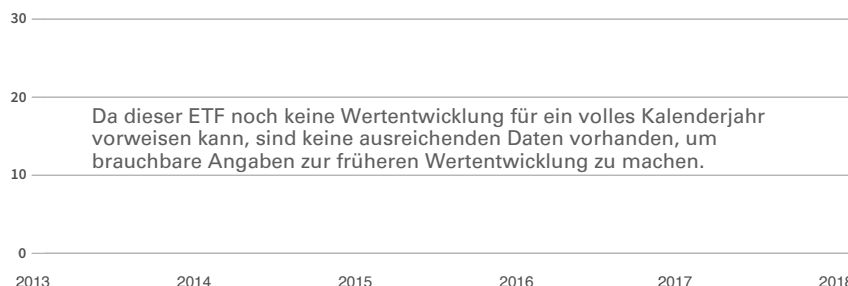 30
20
Da dieser ETF noch keine Wertentwicklung für ein volles Kalenderjahr
vorweisen kann, sind keine ausreichenden Daten vorhanden, um
brauchbare Angaben zur früheren Wertentwicklung zu machen.
10
0
2013 2014 2015 2016 2017 2018